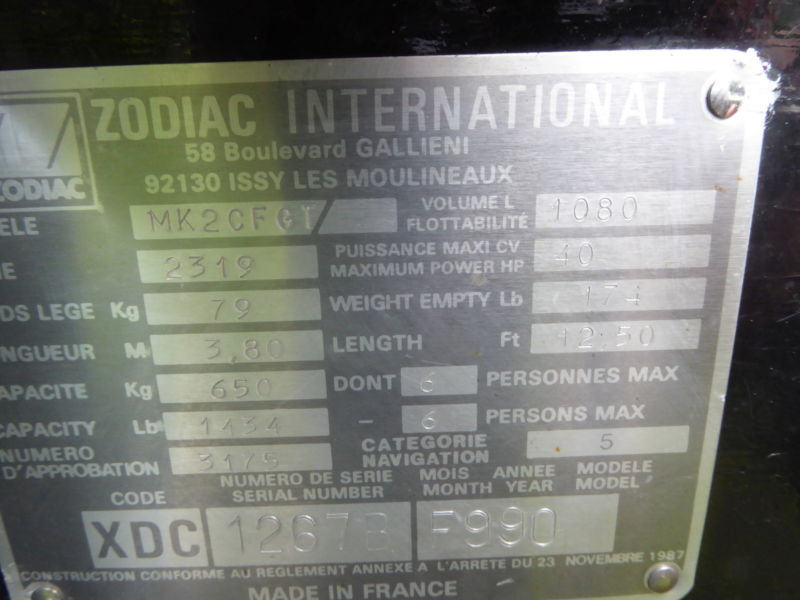 ZODIAC INTERNATIONAL
58 Boulevard GALLIENI
92130 ISSY LES MOULINEAUX
ZODIAC
ÈLE MK2CFGT/ VOLUME L FLOTTABILITÉ 1080
2319 PUISSANCE MAXI CV MAXIMUM POWER HP 40
DS LEGE Kg 79 WEIGHT EMPTY Lb 174
NGUEUR M 3,80 LENGTH Ft 12:50
APACITE Kg 650 DONT 6 PERSONNES MAX
CAPACITY Lb 1434 - 6 PERSONS MAX
NUMERO D'APPROBATION 3175 CATEGORIE NAVIGATION 5
CODE NUMERO DE SERIE MOIS ANNEE MODELE
SERIAL NUMBER MONTH YEAR MODEL
XDC 1267B F990
CONSTRUCTION CONFORME AU REGLEMENT ANNEXE A L'ARRETE DU 23 NOVEMBRE 1987
MADE IN FRANCE